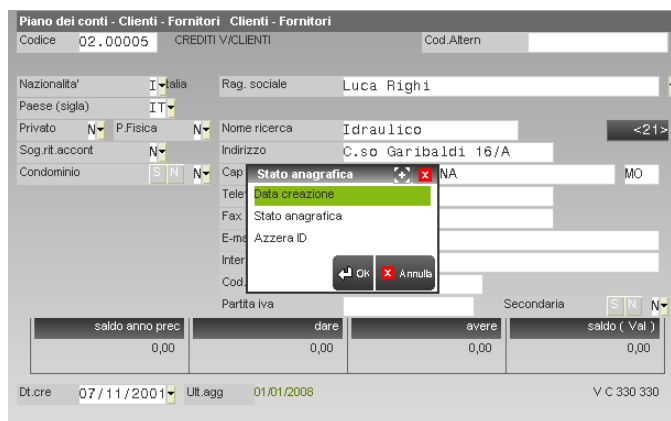 Piano dei conti - Clienti - Fornitori Clienti - Fornitori
Codice 02.00005 CREDITI V/CLIENTI Cod.Altern
Nazionalita' I talia Rag. sociale Luca Righi
Paese (sigla) IT
Privato N P.Fisica N Nome ricerca Idraulico <21>
Sog.rit.accont N Indirizzo C.so Garibaldi 16/A
Condominio S N N Cap NA MO
Stato anagrafica
Data creazione
Stato anagrafica
Azzera ID
Ok Annulla
Fax
Inter
Cod.
Partita iva Secondaria S N N
saldo anno prec dare avere saldo ( Val )
0,00 0,00 0,00 0,00
Dt.cre 07/11/2001 Ult.agg 01/01/2008 V C 330 330